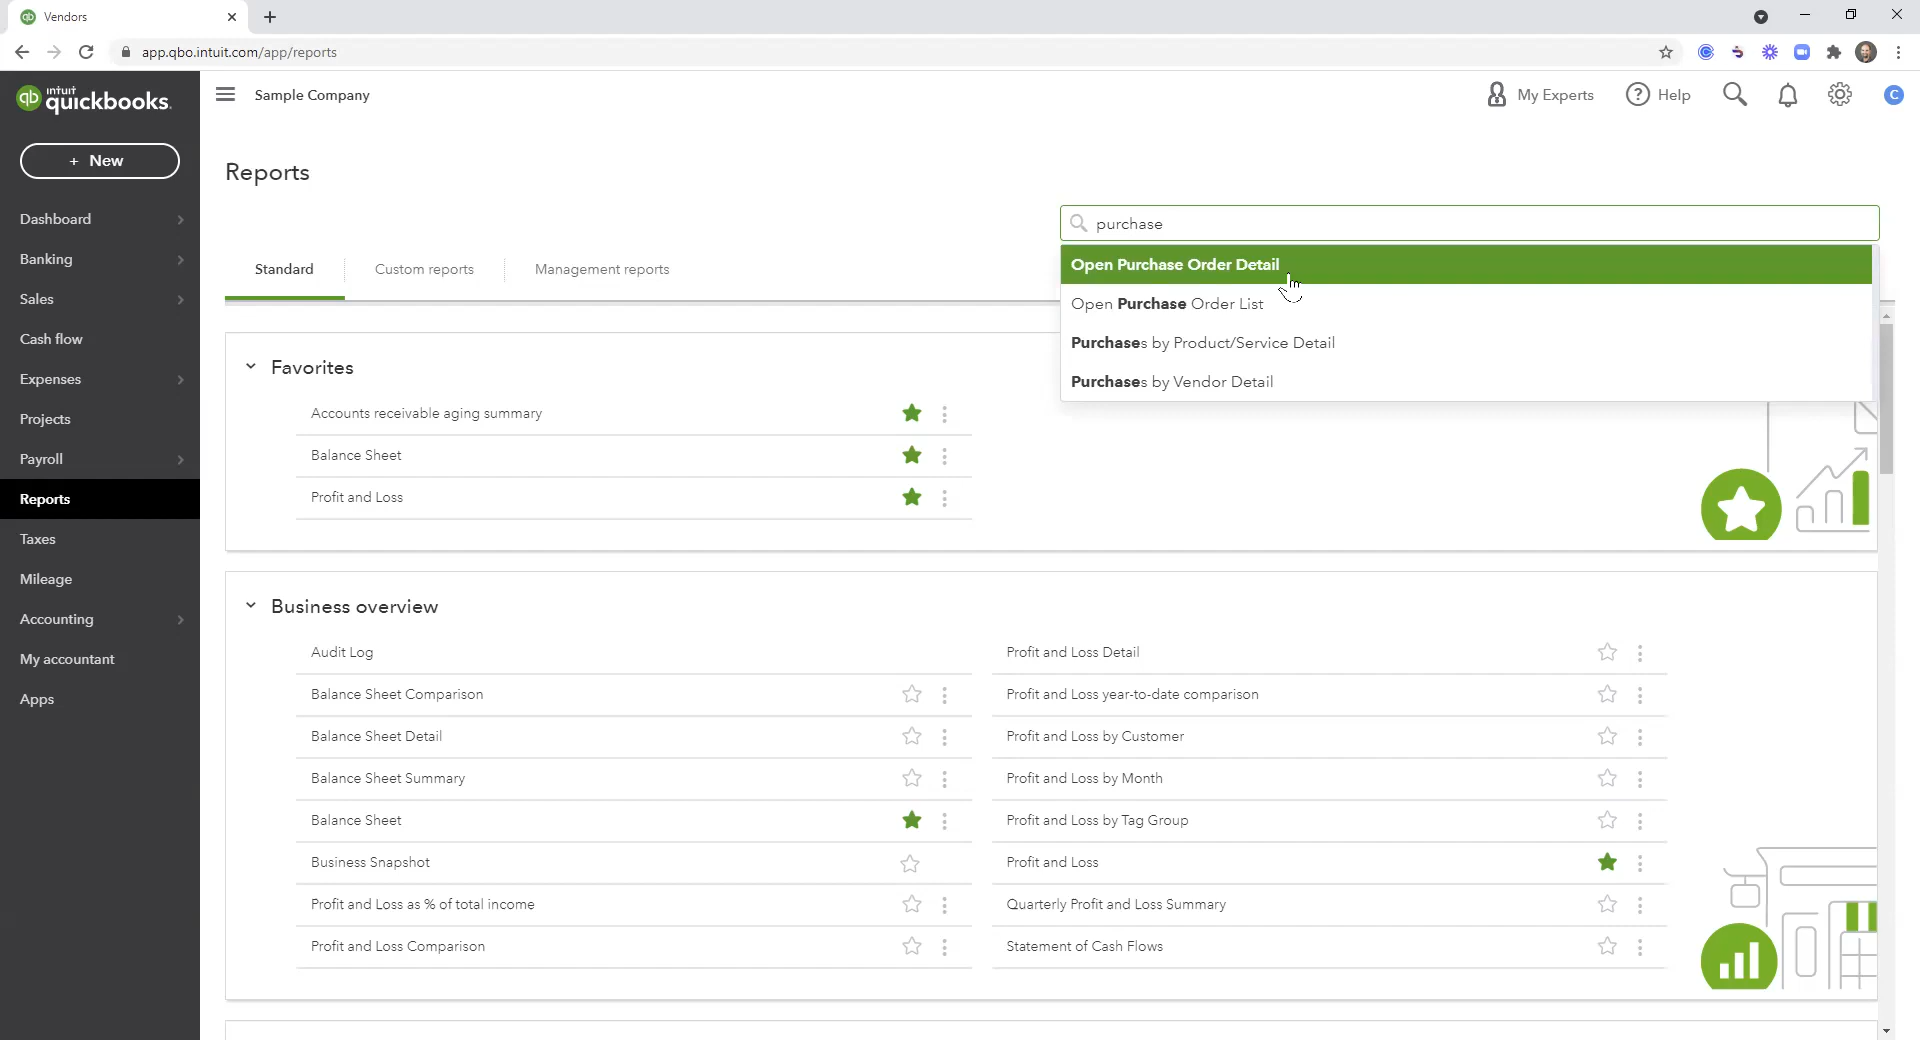 Vendors
app.qbo.intuit.com/app/reports
qb intuit quickbooks.
Sample Company
My Experts
Help
C
+ New
Dashboard
Banking
Sales
Cash flow
Expenses
Projects
Payroll
Reports
Taxes
Mileage
Accounting
My accountant
Apps
Reports
purchase
Open Purchase Order Detail
Open Purchase Order List
Purchases by Product/Service Detail
Purchases by Vendor Detail
Standard
Custom reports
Management reports
Favorites
Accounts receivable aging summary
Balance Sheet
Profit and Loss
Business overview
Audit Log
Balance Sheet Comparison
Balance Sheet Detail
Balance Sheet Summary
Balance Sheet
Business Snapshot
Profit and Loss as % of total income
Profit and Loss Comparison
Profit and Loss Detail
Profit and Loss year-to-date comparison
Profit and Loss by Customer
Profit and Loss by Month
Profit and Loss by Tag Group
Profit and Loss
Quarterly Profit and Loss Summary
Statement of Cash Flows